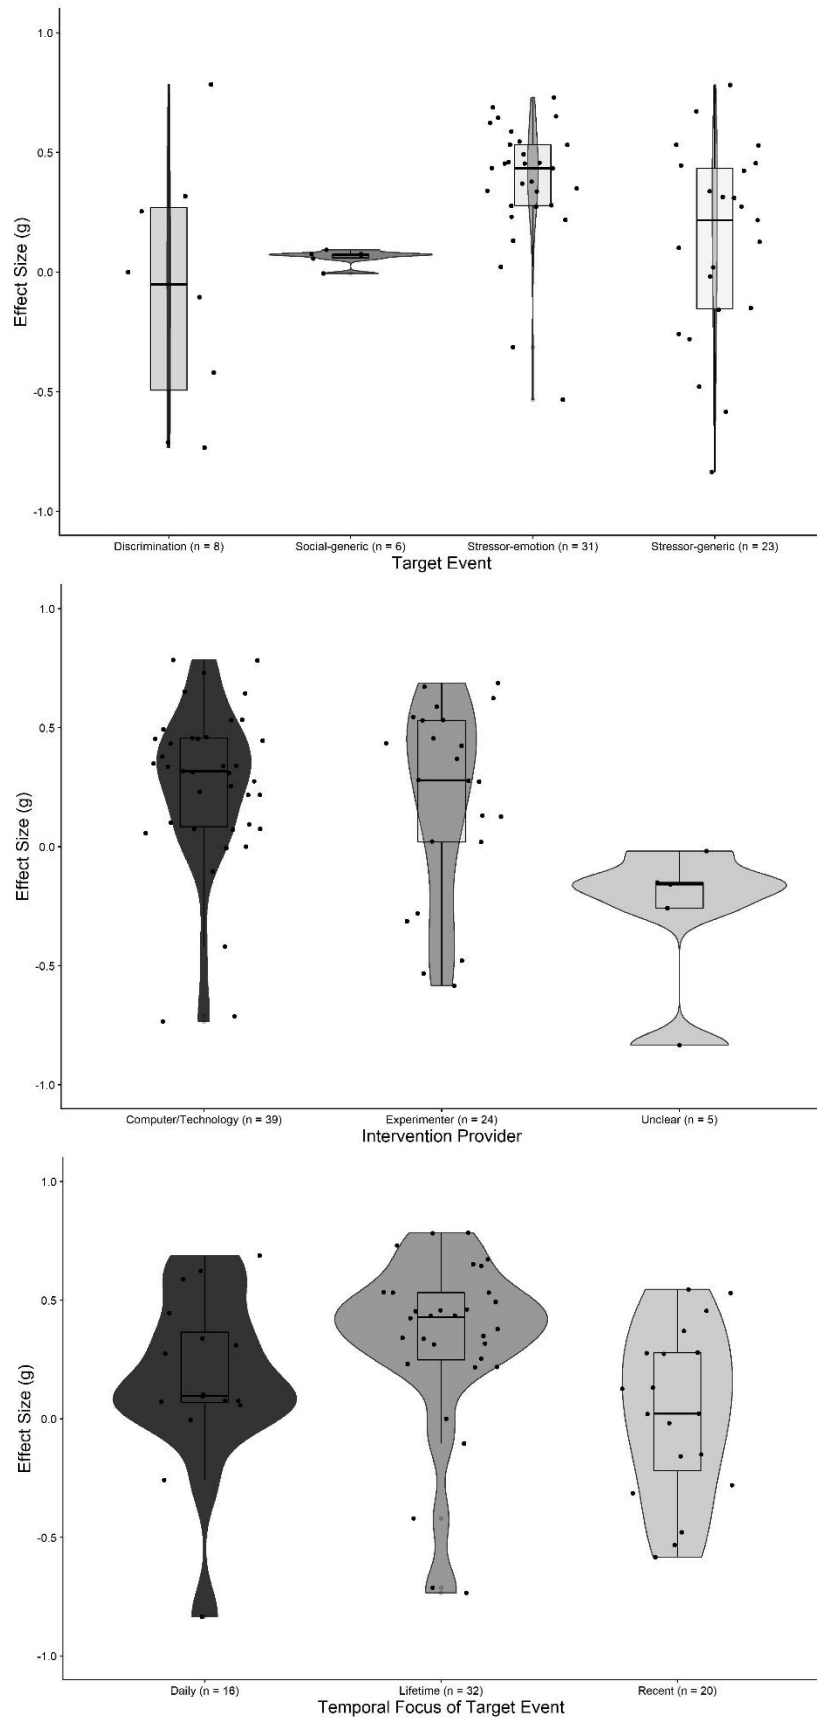 1.0
0.5
0.0
-0.5
-1.0
Effect Size (g)
Discrimination (n = 8) Social-generic (n = 6) Stressor-emotion (n = 31) Stressor-generic (n = 23)
Target Event
1.0
0.5
0.0
-0.5
-1.0
Effect Size (g)
Computer/Technology (n = 39) Experimenter (n = 24) Unclear (n = 5)
Intervention Provider
1.0
0.5
0.0
-0.5
-1.0
Effect Size (g)
Daily (n = 16) Lifetime (n = 32) Recent (n = 20)
Temporal Focus of Target Event